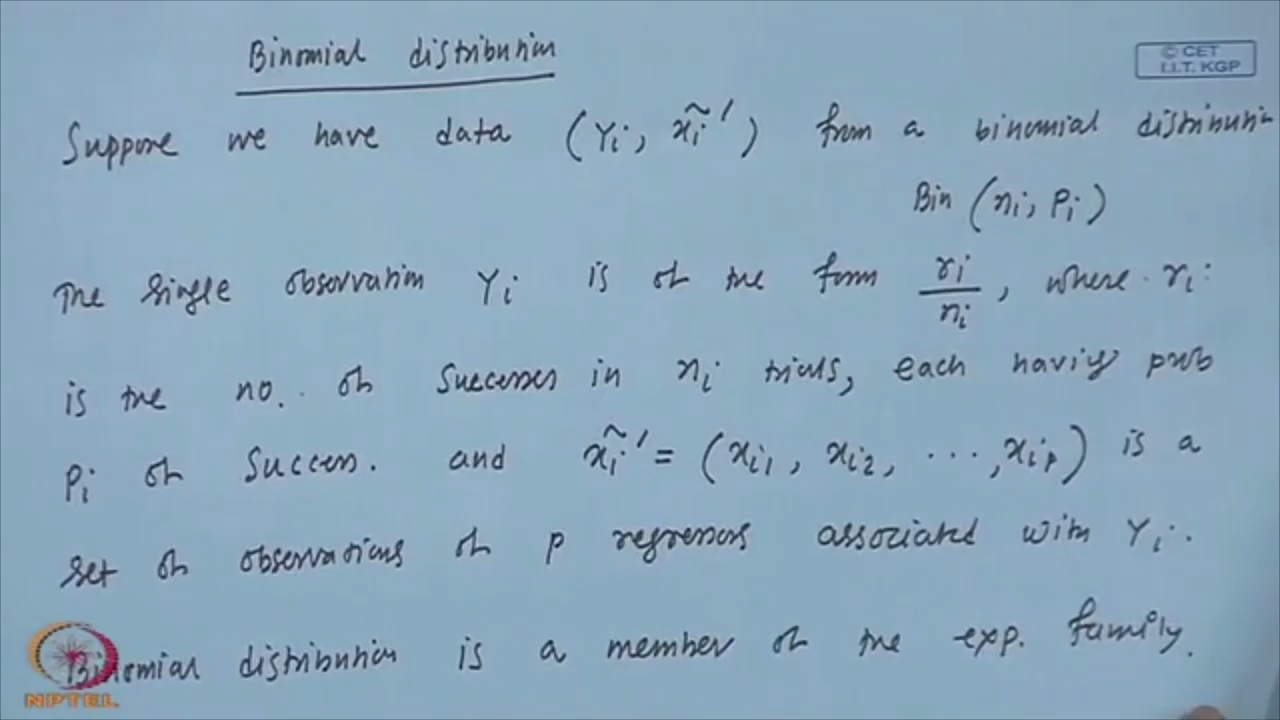 Binomial distribution
© CET
I.I.T. KGP
Suppose we have data (Yi, x̃i′) from a binomial distribution
Bin (ni, Pi)
The single observation Yi is of the form ri/ni, where ri:
is the no. of successes in ni trials, each having prob
Pi of success. and x̃i′ = (xi1, xi2, ..., xip) is a
set of observations of p regressors associated with Yi.
Binomial distribution is a member of the exp. family.
NPTEL